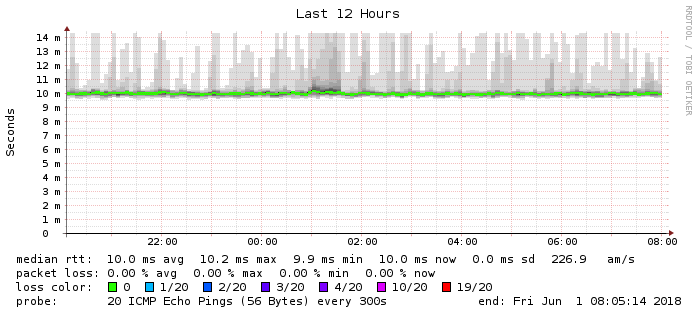 Last 12 Hours
RRDTOOL / TOBI OETIKER
Seconds
14 m
13 m
12 m
11 m
10 m
9 m
8 m
7 m
6 m
5 m
4 m
3 m
2 m
1 m
0
22:00 00:00 02:00 04:00 06:00 08:00
median rtt: 10.0 ms avg 10.2 ms max 9.9 ms min 10.0 ms now 0.0 ms sd 226.9 am/s
packet loss: 0.00 % avg 0.00 % max 0.00 % min 0.00 % now
loss color: 0 1/20 2/20 3/20 4/20 10/20 19/20
probe: 20 ICMP Echo Pings (56 Bytes) every 300s end: Fri Jun 1 08:05:14 2018